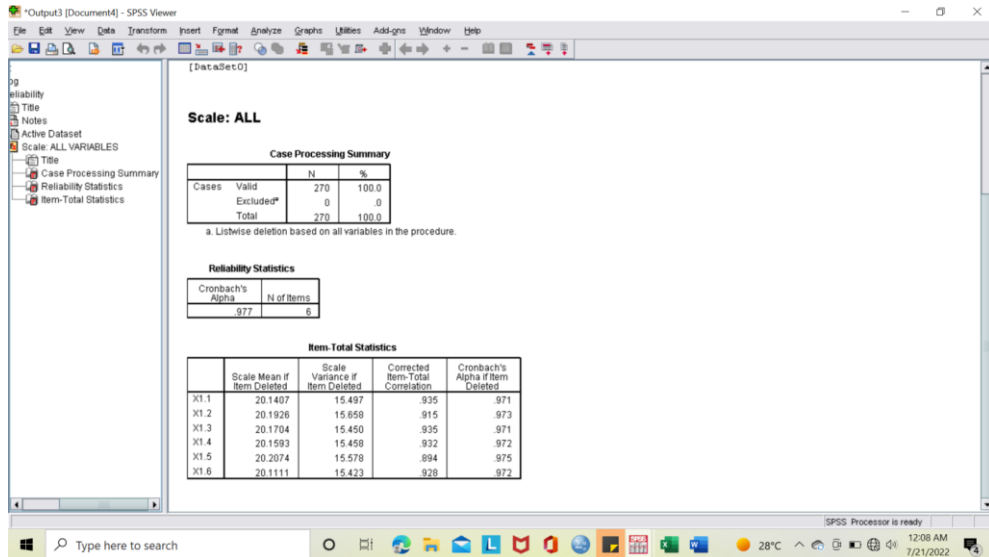 *Output3 [Document4] - SPSS Viewer
File Edit View Data Transform Insert Format Analyze Graphs Utilities Add-ons Window Help
og
eliability
Title
Notes
Active Dataset
Scale: ALL VARIABLES
Title
Case Processing Summary
Reliability Statistics
Item-Total Statistics
[DataSet0]
Scale: ALL
Case Processing Summary
N %
Cases Valid 270 100.0
Excludedª 0 .0
Total 270 100.0
a. Listwise deletion based on all variables in the procedure.
Reliability Statistics
Cronbach's Alpha N of Items
.977 6
Item-Total Statistics
Scale Mean if Item Deleted Scale Variance if Item Deleted Corrected Item-Total Correlation Cronbach's Alpha if Item Deleted
X1.1 20.1407 15.497 .935 .971
X1.2 20.1926 15.658 .915 .973
X1.3 20.1704 15.450 .935 .971
X1.4 20.1593 15.458 .932 .972
X1.5 20.2074 15.578 .894 .975
X1.6 20.1111 15.423 .928 .972
SPSS Processor is ready
Type here to search
28°C
12:08 AM
7/21/2022
4